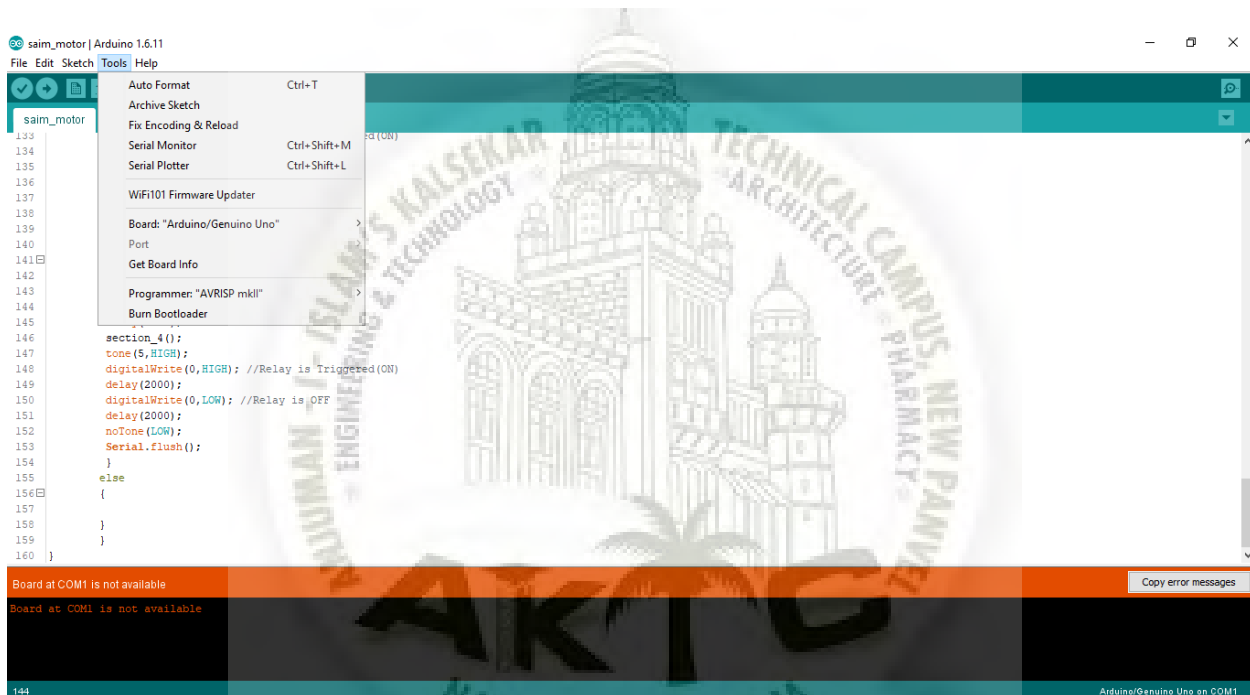 saim_motor | Arduino 1.6.11
File Edit Sketch Tools Help
Auto Format Ctrl+T
Archive Sketch
Fix Encoding & Reload
Serial Monitor Ctrl+Shift+M
Serial Plotter Ctrl+Shift+L
WiFi101 Firmware Updater
Board: "Arduino/Genuino Uno"
Port
Get Board Info
Programmer: "AVRISP mkII"
Burn Bootloader
saim_motor
133 ed(ON)
134
135
136
137
138
139
140
141
142
143
144
145
146 section_4();
147 tone(5,HIGH);
148 digitalWrite(0,HIGH); //Relay is Triggered(ON)
149 delay(2000);
150 digitalWrite(0,LOW); //Relay is OFF
151 delay(2000);
152 noTone(LOW);
153 Serial.flush();
154 }
155 else
156 {
157
158 }
159 }
160 }
Board at COM1 is not available
Copy error messages
Board at COM1 is not available
144
Arduino/Genuino Uno on COM1
ANJUMAN - I - ISLAM'S KALSEKAR TECHNICAL CAMPUS NEW PANVEL
ENGINEERING & TECHNOLOGY
ARCHITECTURE
PHARMACY
AKTC